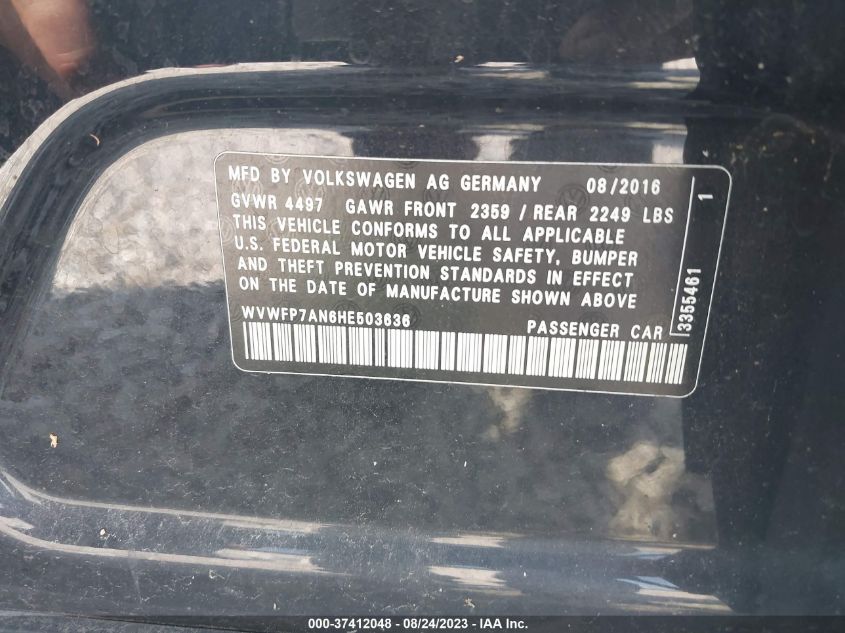 MFD BY VOLKSWAGEN AG GERMANY 08/2016
GVWR 4497 GAWR FRONT 2359 / REAR 2249 LBS
THIS VEHICLE CONFORMS TO ALL APPLICABLE
U.S. FEDERAL MOTOR VEHICLE SAFETY, BUMPER
AND THEFT PREVENTION STANDARDS IN EFFECT
ON THE DATE OF MANUFACTURE SHOWN ABOVE
WVWFP7AN6HE503636 PASSENGER CAR
3355461 1
000-37412048 - 08/24/2023 - IAA Inc.